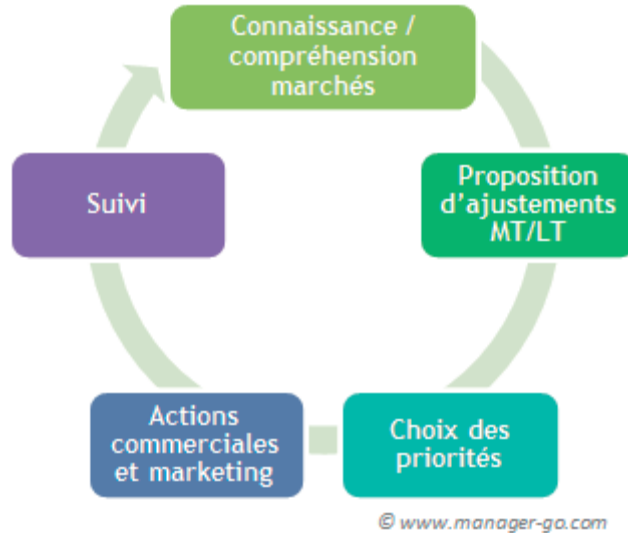 Connaissance /
compréhension
marchés
Proposition
d'ajustements
MT/LT
Choix des
priorités
Actions
commerciales
et marketing
Suivi
© www.manager-go.com